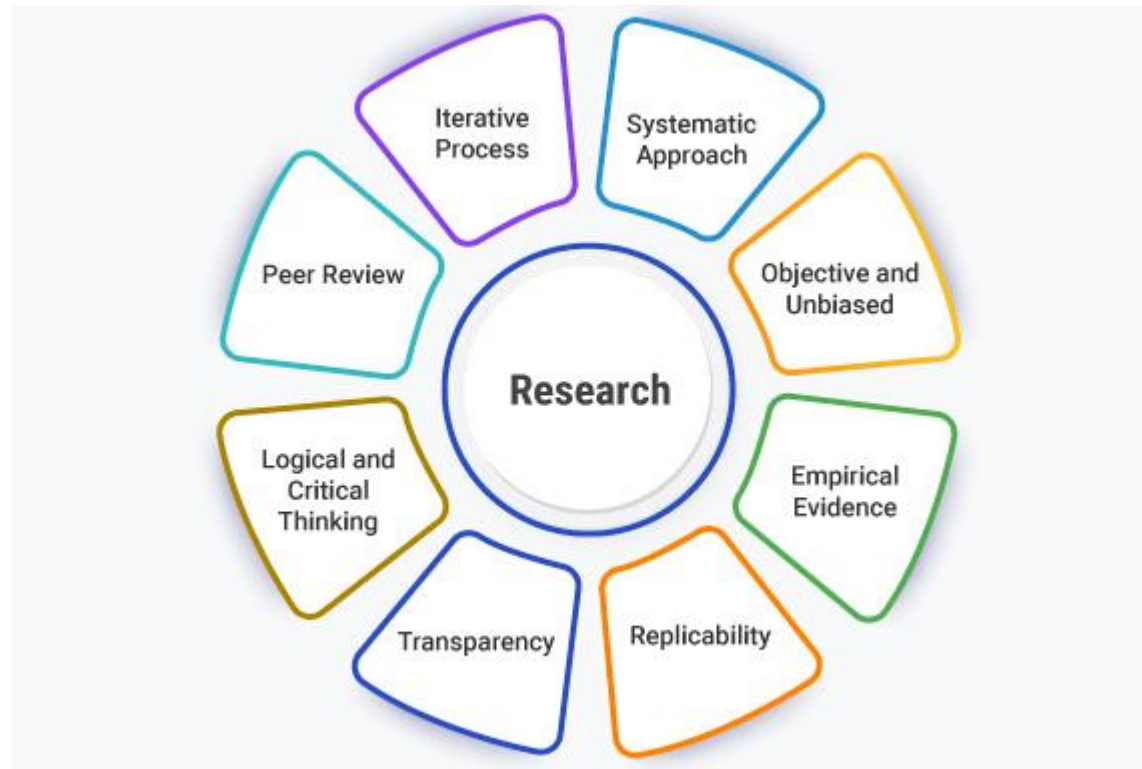 Iterative
Process
Systematic
Approach
Peer Review
Objective and
Unbiased
Research
Logical and
Critical
Thinking
Empirical
Evidence
Transparency
Replicability